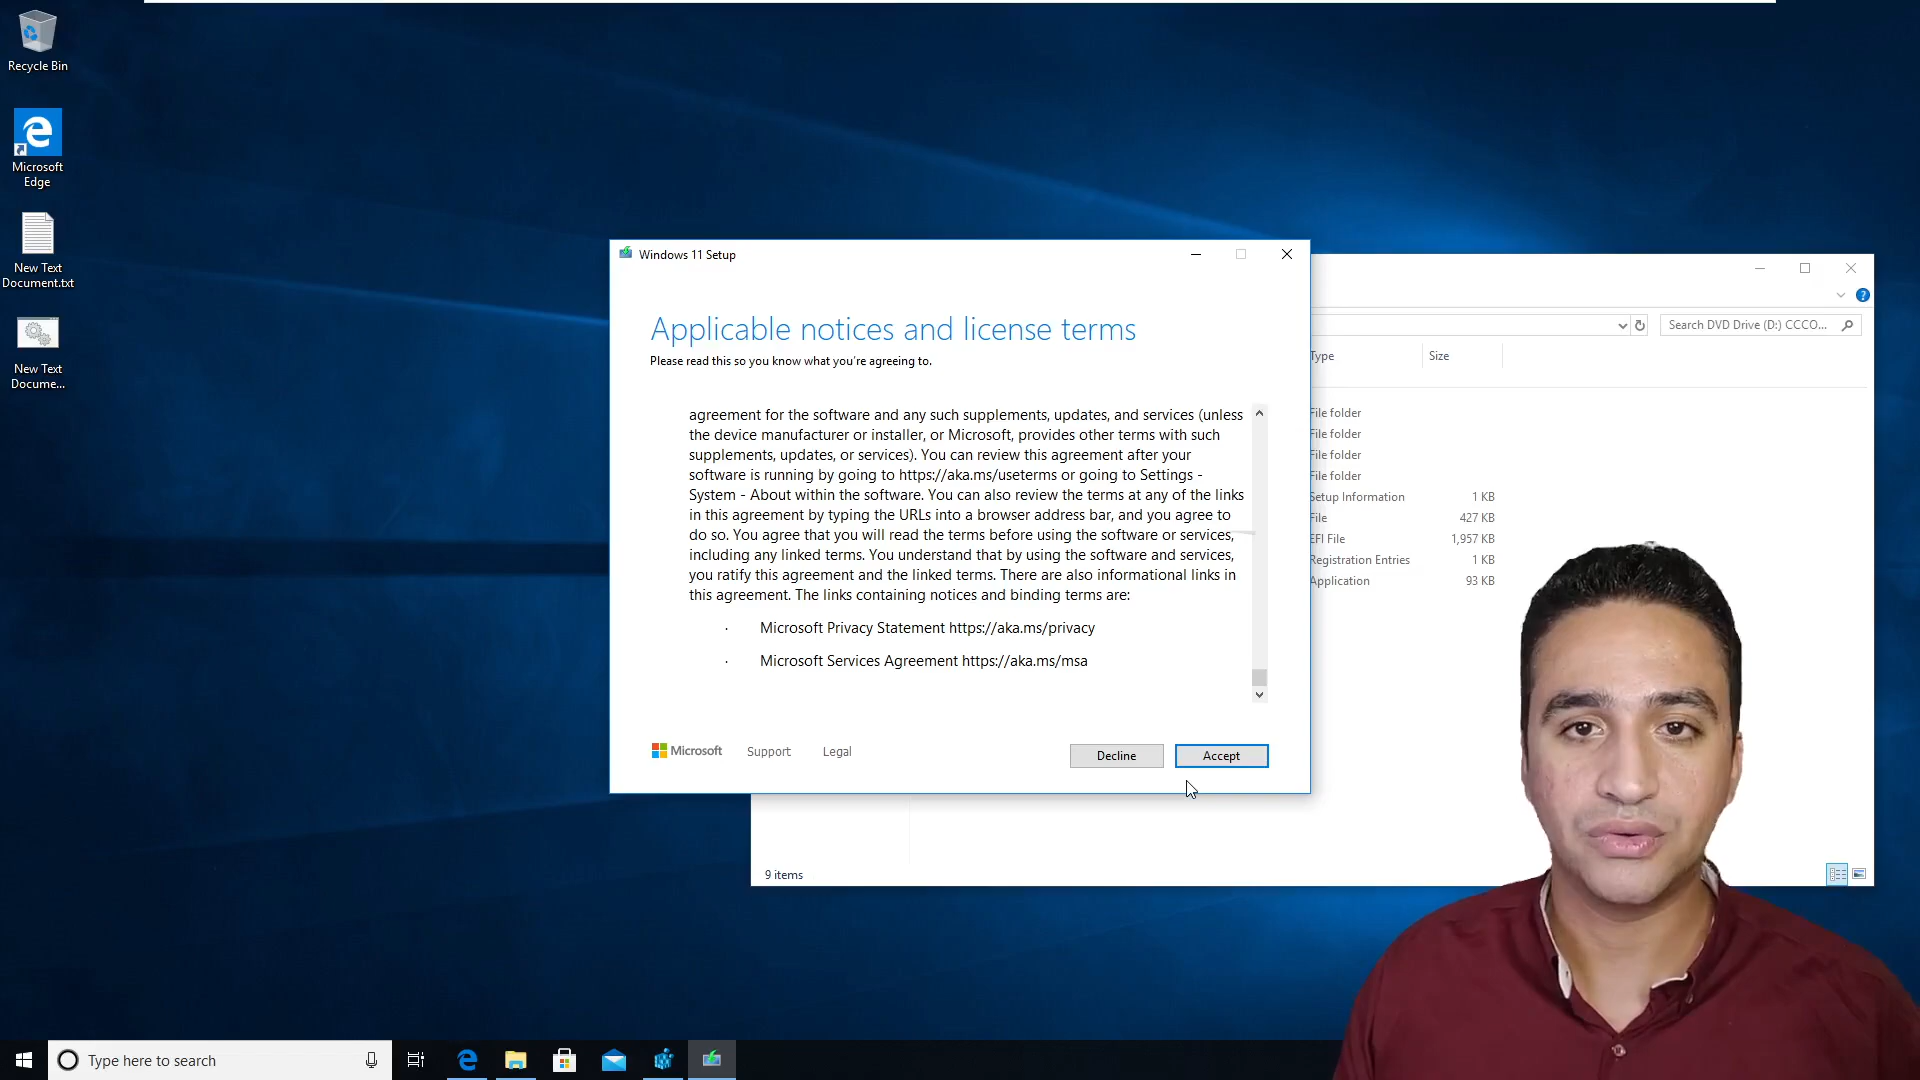 Recycle Bin
Microsoft
Edge
New Text
Document.txt
New Text
Docume...
Windows 11 Setup
Applicable notices and license terms
Please read this so you know what you're agreeing to.
agreement for the software and any such supplements, updates, and services (unless
the device manufacturer or installer, or Microsoft, provides other terms with such
supplements, updates, or services). You can review this agreement after your
software is running by going to https://aka.ms/useterms or going to Settings -
System - About within the software. You can also review the terms at any of the links
in this agreement by typing the URLs into a browser address bar, and you agree to
do so. You agree that you will read the terms before using the software or services,
including any linked terms. You understand that by using the software and services,
you ratify this agreement and the linked terms. There are also informational links in
this agreement. The links containing notices and binding terms are:
· Microsoft Privacy Statement https://aka.ms/privacy
· Microsoft Services Agreement https://aka.ms/msa
Microsoft Support Legal
Decline Accept
Search DVD Drive (D:) CCCO...
Type Size
File folder
File folder
File folder
File folder
Setup Information 1 KB
File 427 KB
EFI File 1,957 KB
Registration Entries 1 KB
Application 93 KB
9 items
Type here to search